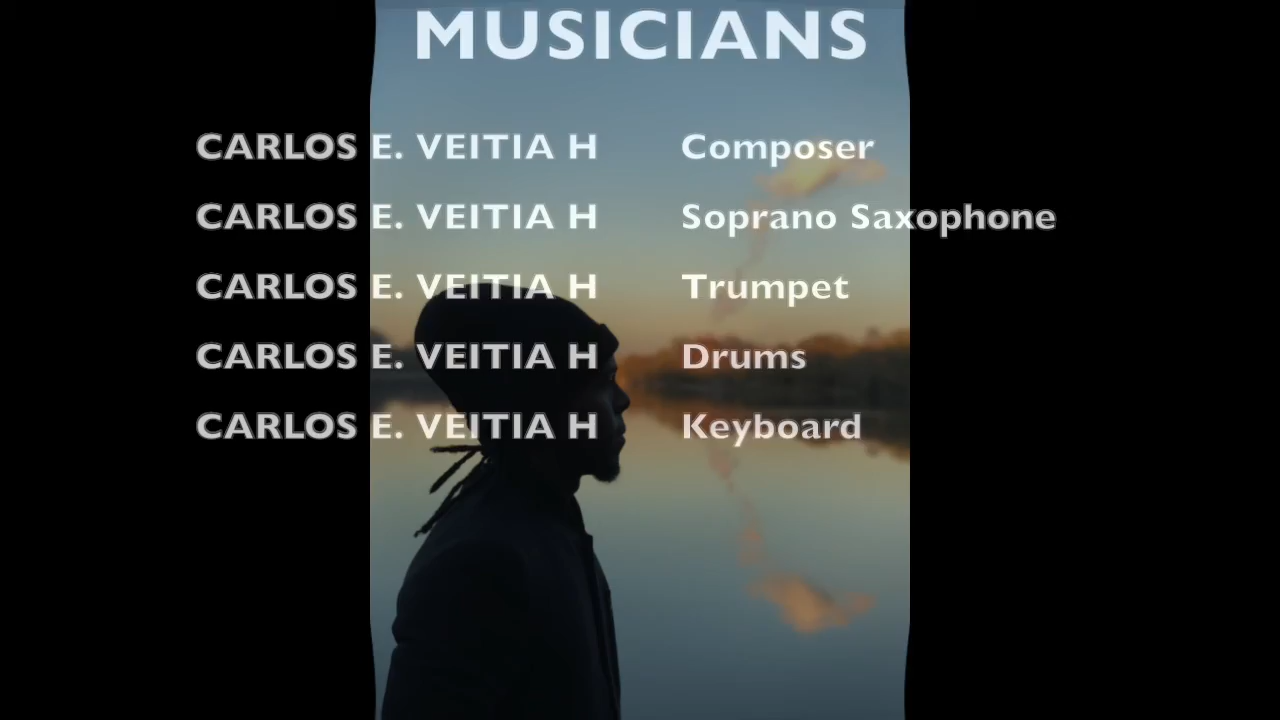 MUSICIANS
CARLOS E. VEITIA H Composer
CARLOS E. VEITIA H Soprano Saxophone
CARLOS E. VEITIA H Trumpet
CARLOS E. VEITIA H Drums
CARLOS E. VEITIA H Keyboard